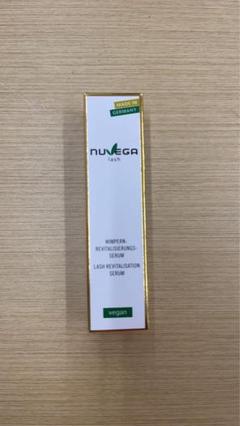 MADE IN
GERMANY
NUVEGA
lash
WIMPERN-
REVITALISIERUNGS-
SERUM
LASH REVITALISATION
SERUM
vegan